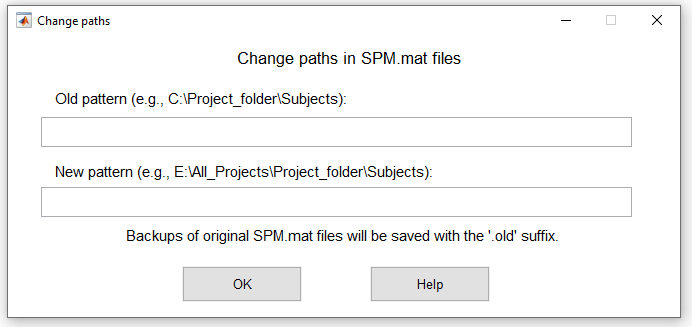 Change paths
Change paths in SPM.mat files
Old pattern (e.g., C:\Project_folder\Subjects):
New pattern (e.g., E:\All_Projects\Project_folder\Subjects):
Backups of original SPM.mat files will be saved with the '.old' suffix.
OK
Help